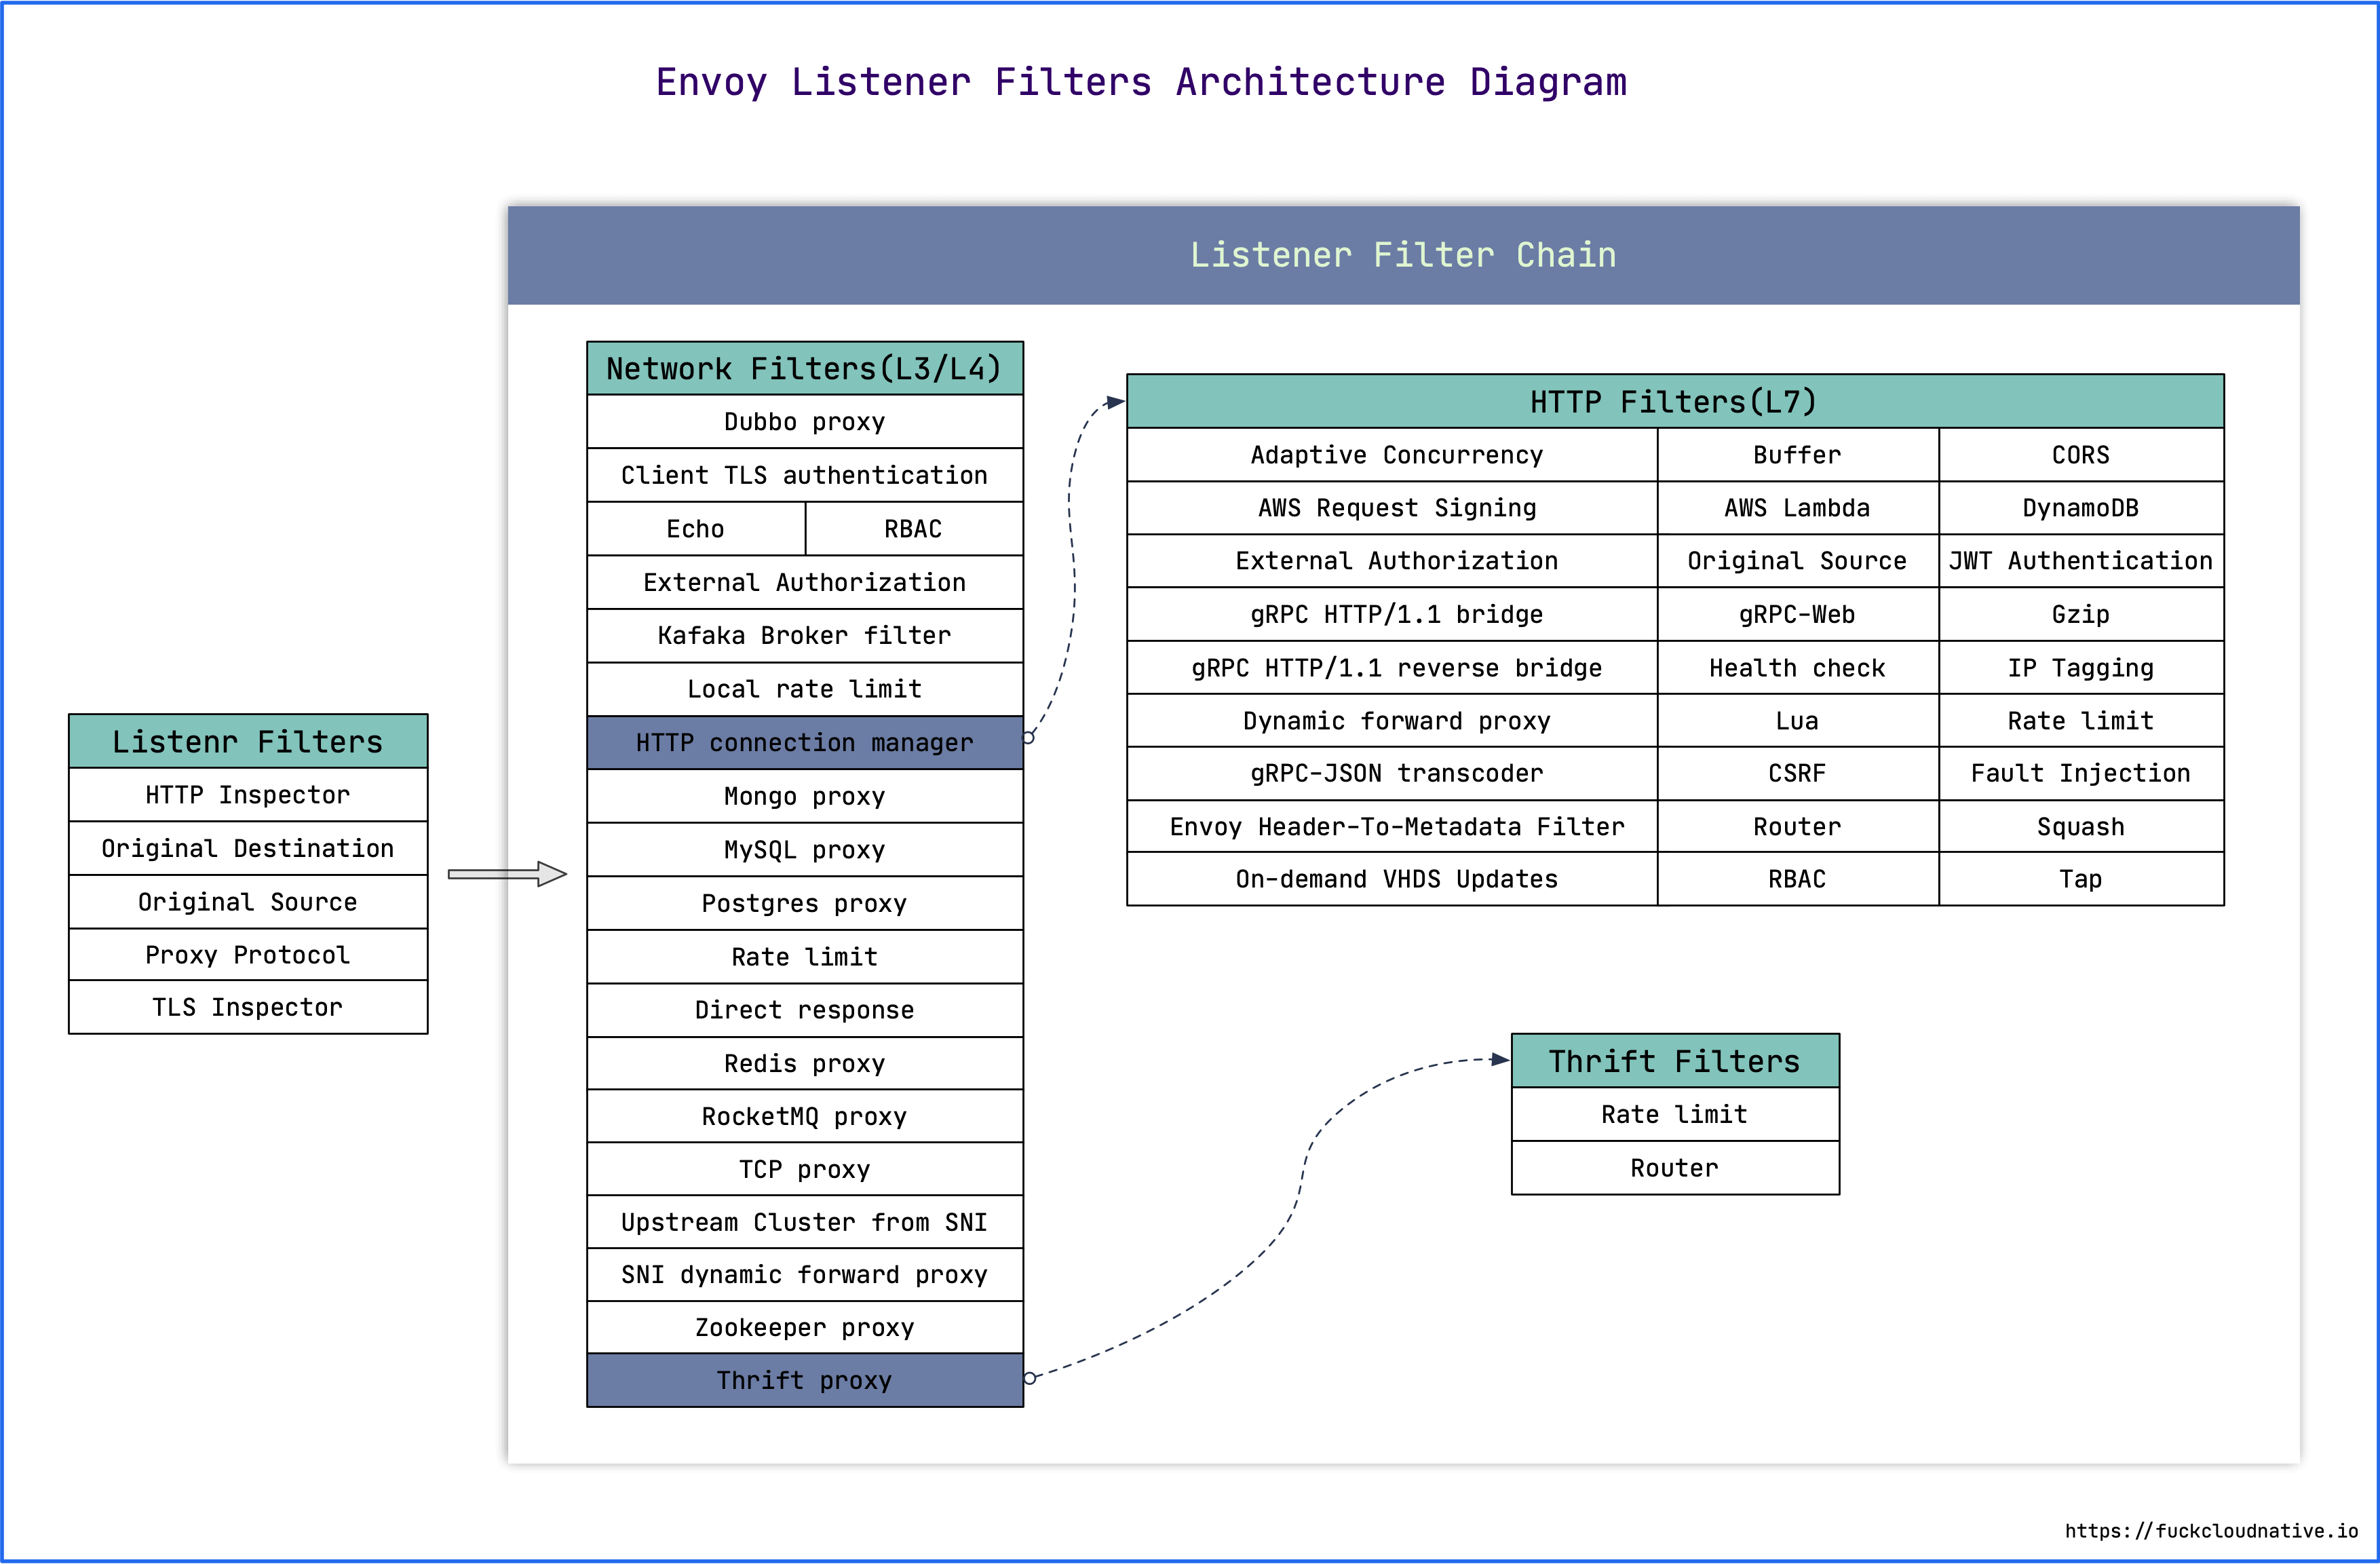 Envoy Listener Filters Architecture Diagram
Listener Filter Chain
Listenr Filters
HTTP Inspector
Original Destination
Original Source
Proxy Protocol
TLS Inspector
Network Filters(L3/L4)
Dubbo proxy
Client TLS authentication
Echo RBAC
External Authorization
Kafaka Broker filter
Local rate limit
HTTP connection manager
Mongo proxy
MySQL proxy
Postgres proxy
Rate limit
Direct response
Redis proxy
RocketMQ proxy
TCP proxy
Upstream Cluster from SNI
SNI dynamic forward proxy
Zookeeper proxy
Thrift proxy
HTTP Filters(L7)
Adaptive Concurrency Buffer CORS
AWS Request Signing AWS Lambda DynamoDB
External Authorization Original Source JWT Authentication
gRPC HTTP/1.1 bridge gRPC-Web Gzip
gRPC HTTP/1.1 reverse bridge Health check IP Tagging
Dynamic forward proxy Lua Rate limit
gRPC-JSON transcoder CSRF Fault Injection
Envoy Header-To-Metadata Filter Router Squash
On-demand VHDS Updates RBAC Tap
Thrift Filters
Rate limit
Router
https://fuckcloudnative.io